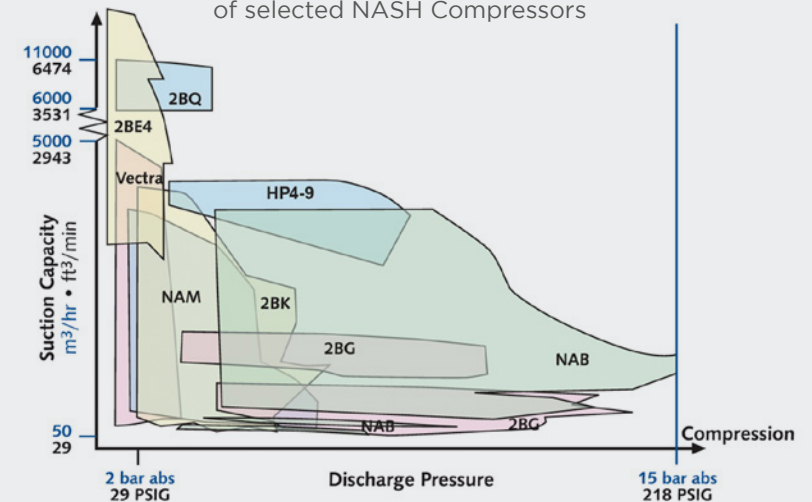 of selected NASH Compressors
11000
6474
6000
3531
5000
2943
2BQ
2BE4
Vectra
HP4-9
NAM
2BK
2BG
NAB
NAB
2BG
Suction Capacity
m³/hr • ft³/min
50
29
Compression
2 bar abs
29 PSIG
Discharge Pressure
15 bar abs
218 PSIG